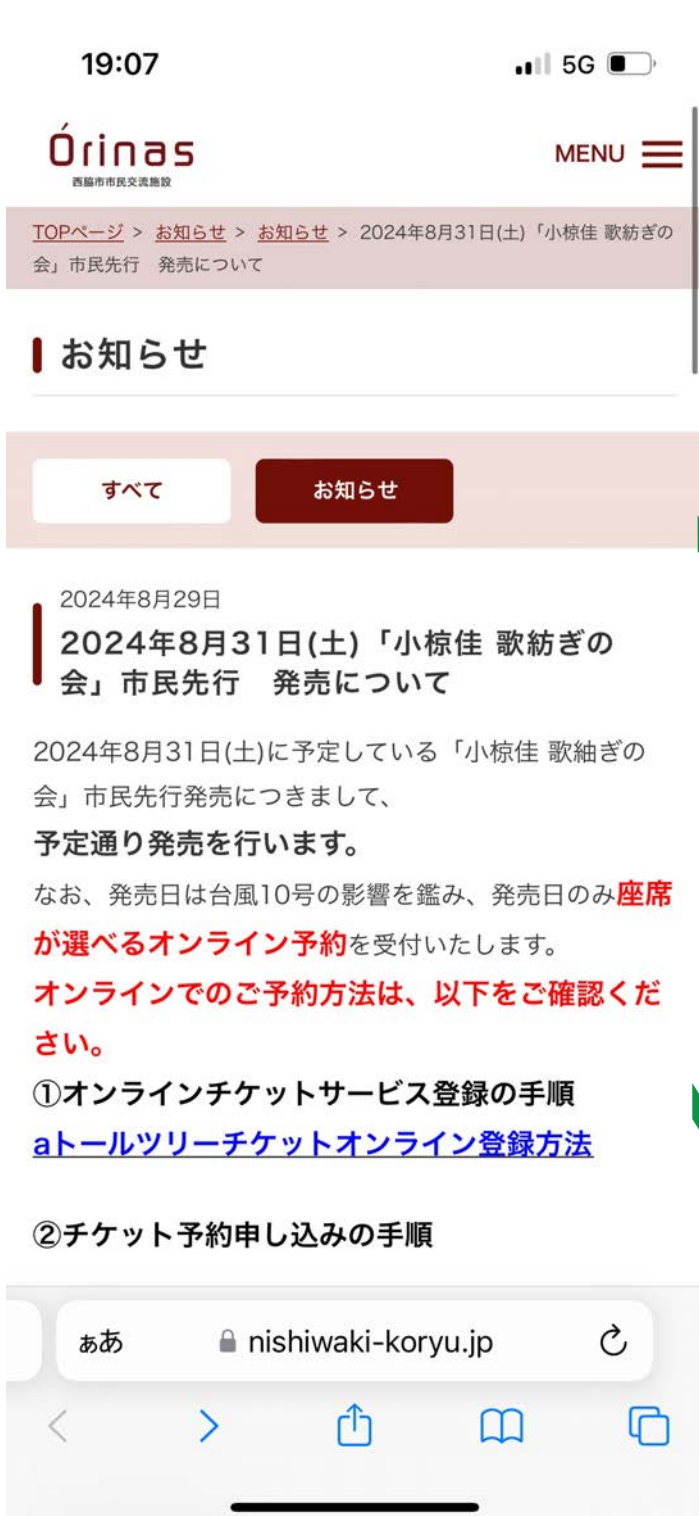 19:07
5G
Órinas
西脇市市民交流施設
MENU
TOPページ > お知らせ > お知らせ > 2024年8月31日(土)「小椋佳 歌紡ぎの
会」市民先行　発売について
お知らせ
すべて
お知らせ
2024年8月29日
2024年8月31日(土)「小椋佳 歌紡ぎの
会」市民先行　発売について
2024年8月31日(土)に予定している「小椋佳 歌紬ぎの
会」市民先行発売につきまして、
予定通り発売を行います。
なお、発売日は台風10号の影響を鑑み、発売日のみ座席
が選べるオンライン予約を受付いたします。
オンラインでのご予約方法は、以下をご確認くだ
さい。
①オンラインチケットサービス登録の手順
aトールツリーチケットオンライン登録方法
②チケット予約申し込みの手順
ぁあ
nishiwaki-koryu.jp